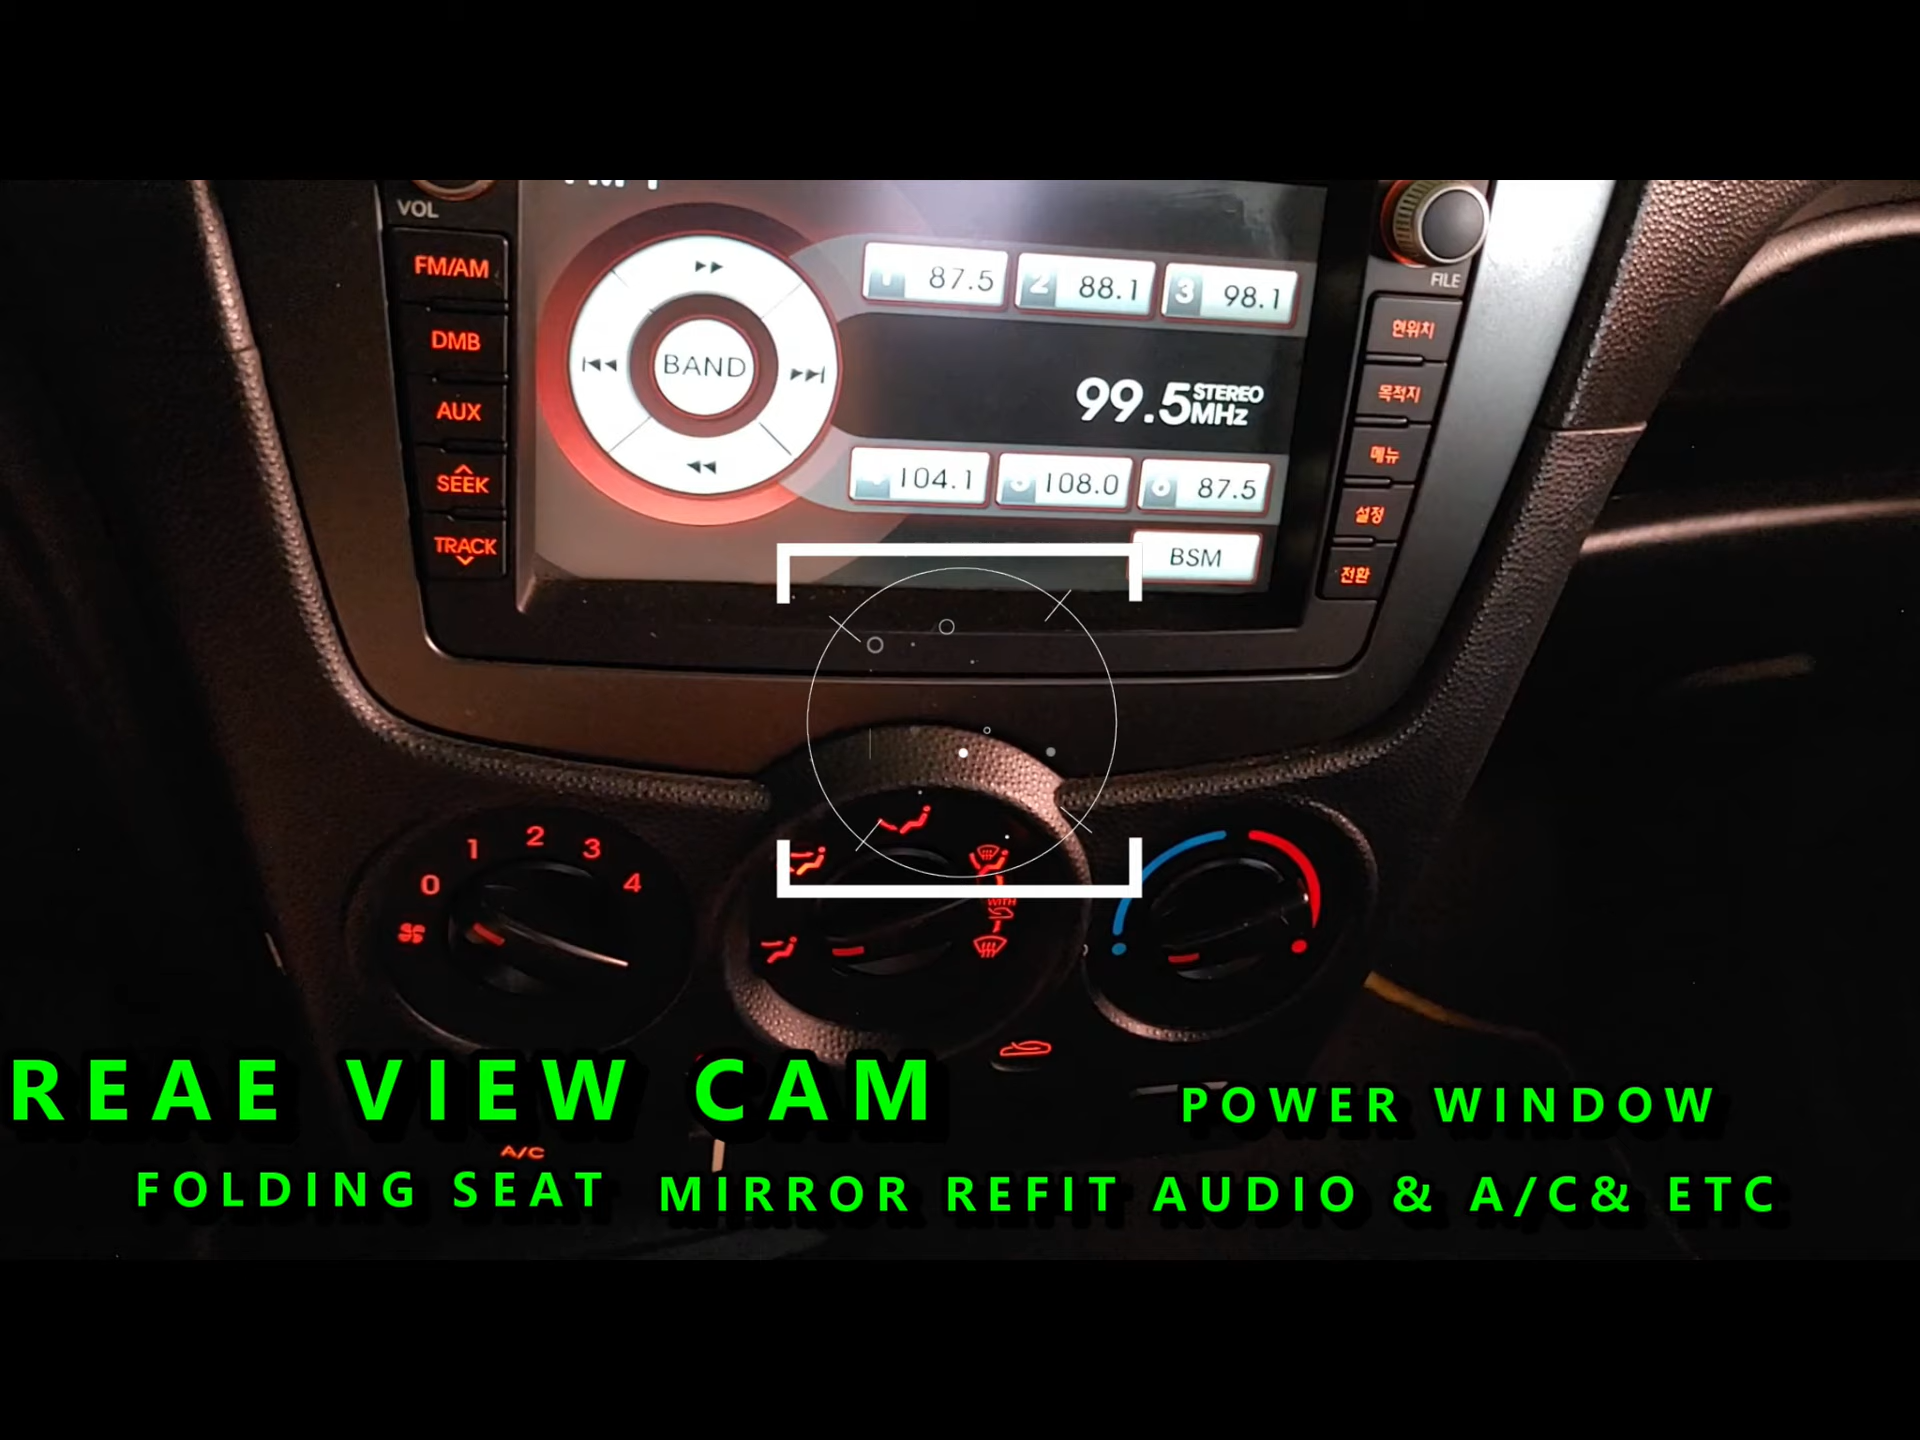 VOL
FM/AM
DMB
AUX
SEEK
TRACK
1 87.5
2 88.1
3 98.1
BAND
99.5 STEREO
MHz
104.1
5 108.0
6 87.5
BSM
FILE
현위치
목적지
메뉴
설정
전환
0 1 2 3 4
WITH
REAE VIEW CAM
POWER WINDOW
A/C
FOLDING SEAT
MIRROR REFIT
AUDIO & A/C& ETC